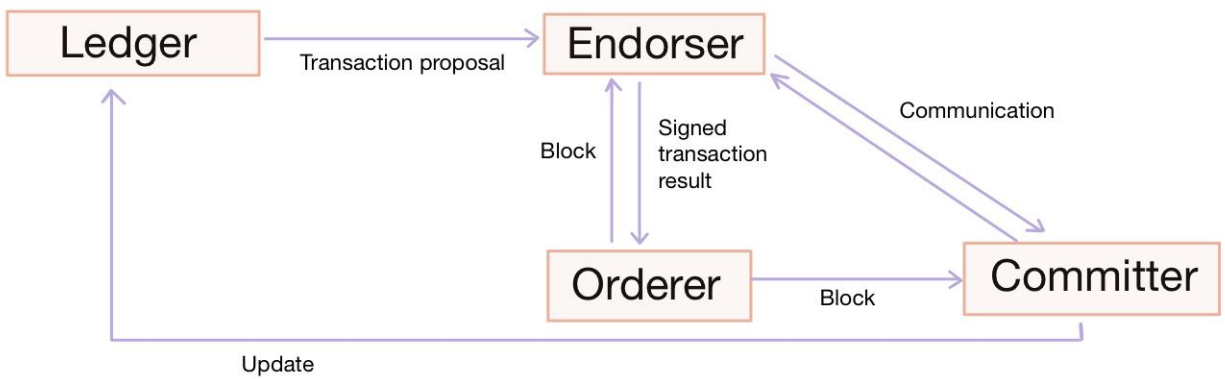 Ledger
Endorser
Transaction proposal
Communication
Block
Signed
transaction
result
Orderer
Committer
Block
Update